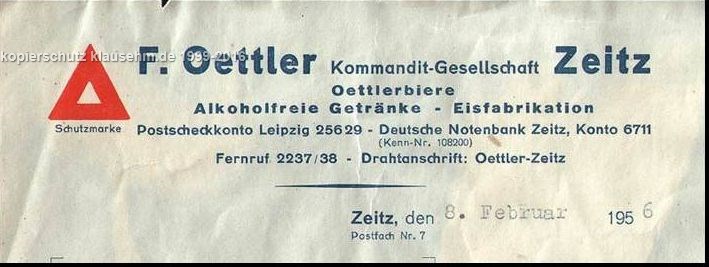 kopierschutz klausehm.de 1999-2016
F. Oettler Kommandit-Gesellschaft Zeitz
Oettlerbiere
Alkoholfreie Getränke - Eisfabrikation
Schutzmarke
Postscheckkonto Leipzig 25629 - Deutsche Notenbank Zeitz, Konto 6711
(Kenn-Nr. 108200)
Fernruf 2237/38 - Drahtanschrift: Oettler-Zeitz
Zeitz, den 8. Februar 1956
Postfach Nr. 7